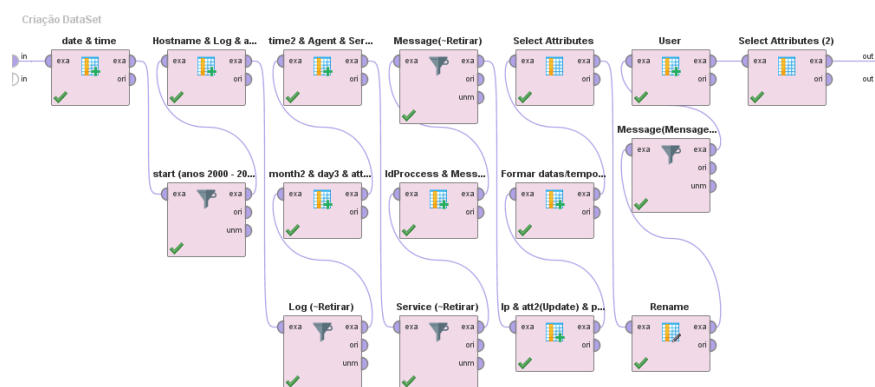 Criação DataSet
date & time
Hostname & Log & a...
time2 & Agent & Ser...
Message(~Retirar)
Select Attributes
User
Select Attributes (2)
in
exa
exa
exa
exa
exa
exa
exa
exa
exa
exa
exa
exa
exa
exa
out
in
ori
ori
ori
ori
ori
ori
ori
out
unm
Message(Mensage...
exa
exa
ori
unm
start (anos 2000 - 20...
month2 & day3 & att...
IdProccess & Mess...
Formar datas/tempo...
exa
exa
exa
exa
exa
exa
exa
exa
ori
ori
ori
ori
unm
Log (~Retirar)
Service (~Retirar)
Ip & att2(Update) & p...
Rename
exa
exa
exa
exa
exa
exa
exa
exa
ori
ori
ori
ori
unm
unm